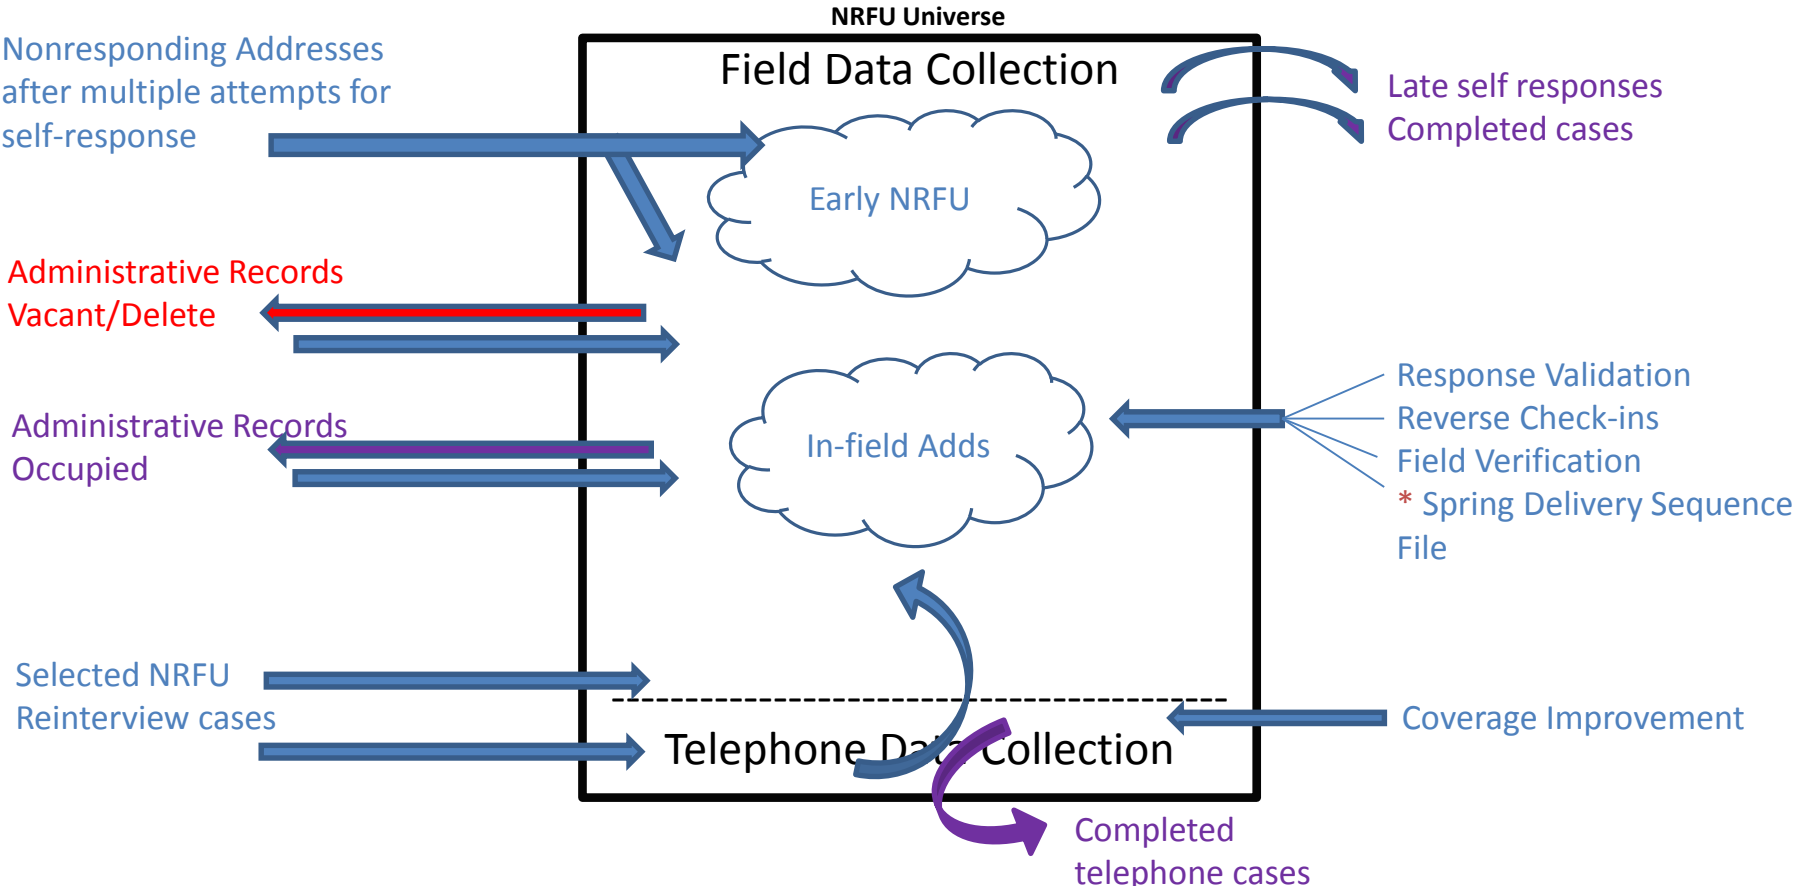 NRFU Universe
Field Data Collection
Nonresponding Addresses
after multiple attempts for
self-response
Late self responses
Completed cases
Early NRFU
Administrative Records
Vacant/Delete
Administrative Records
Occupied
In-field Adds
Response Validation
Reverse Check-ins
Field Verification
* Spring Delivery Sequence
File
Selected NRFU
Reinterview cases
Coverage Improvement
Telephone Data Collection
Completed
telephone cases